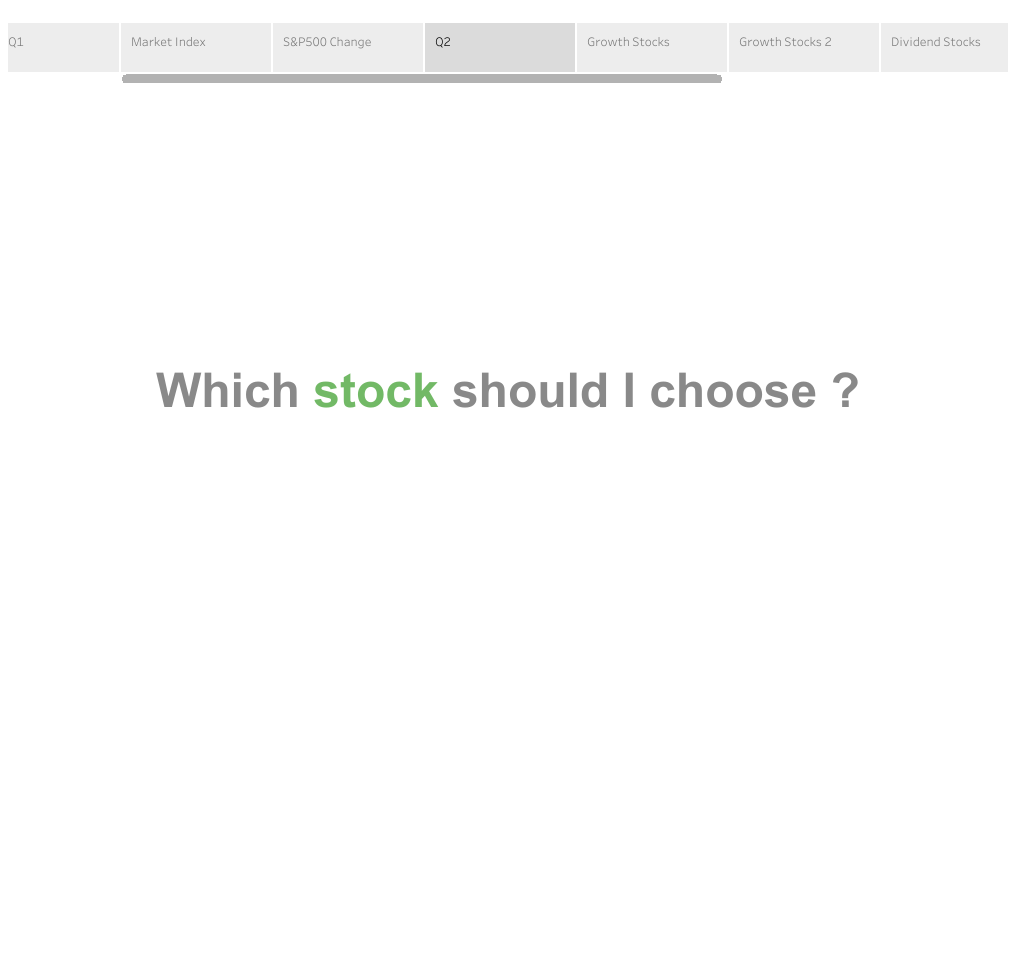 Q1 Market Index S&P500 Change Q2 Growth Stocks Growth Stocks 2 Dividend Stocks
Which stock should I choose ?